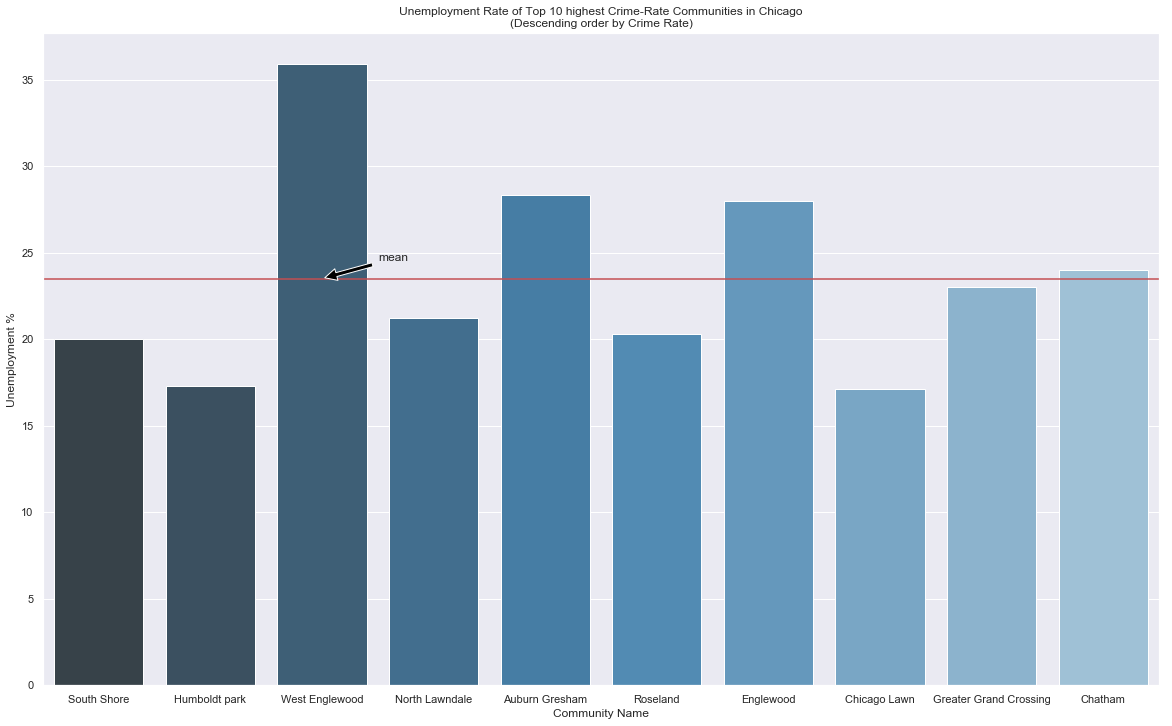 Unemployment Rate of Top 10 highest Crime-Rate Communities in Chicago
(Descending order by Crime Rate)
Unemployment %
35
30
25
20
15
10
5
0
mean
South Shore Humboldt park West Englewood North Lawndale Auburn Gresham Roseland Englewood Chicago Lawn Greater Grand Crossing Chatham
Community Name